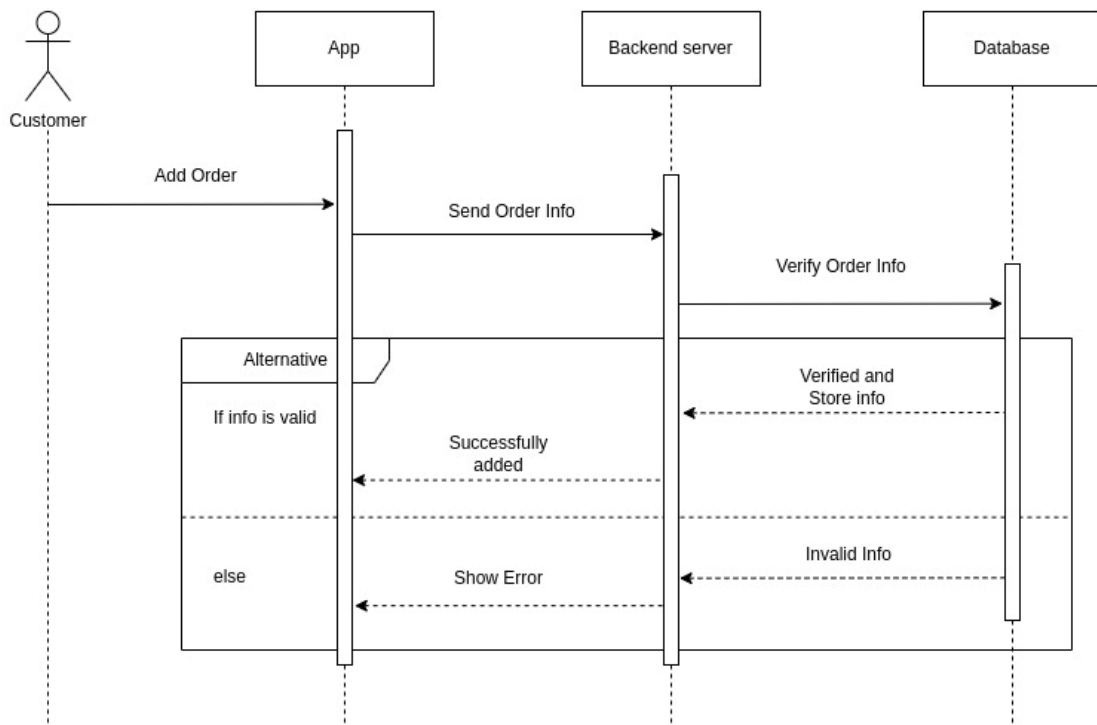 App
Backend server
Database
Customer
Add Order
Send Order Info
Verify Order Info
Alternative
Verified and
Store info
If info is valid
Successfully
added
Invalid Info
else
Show Error